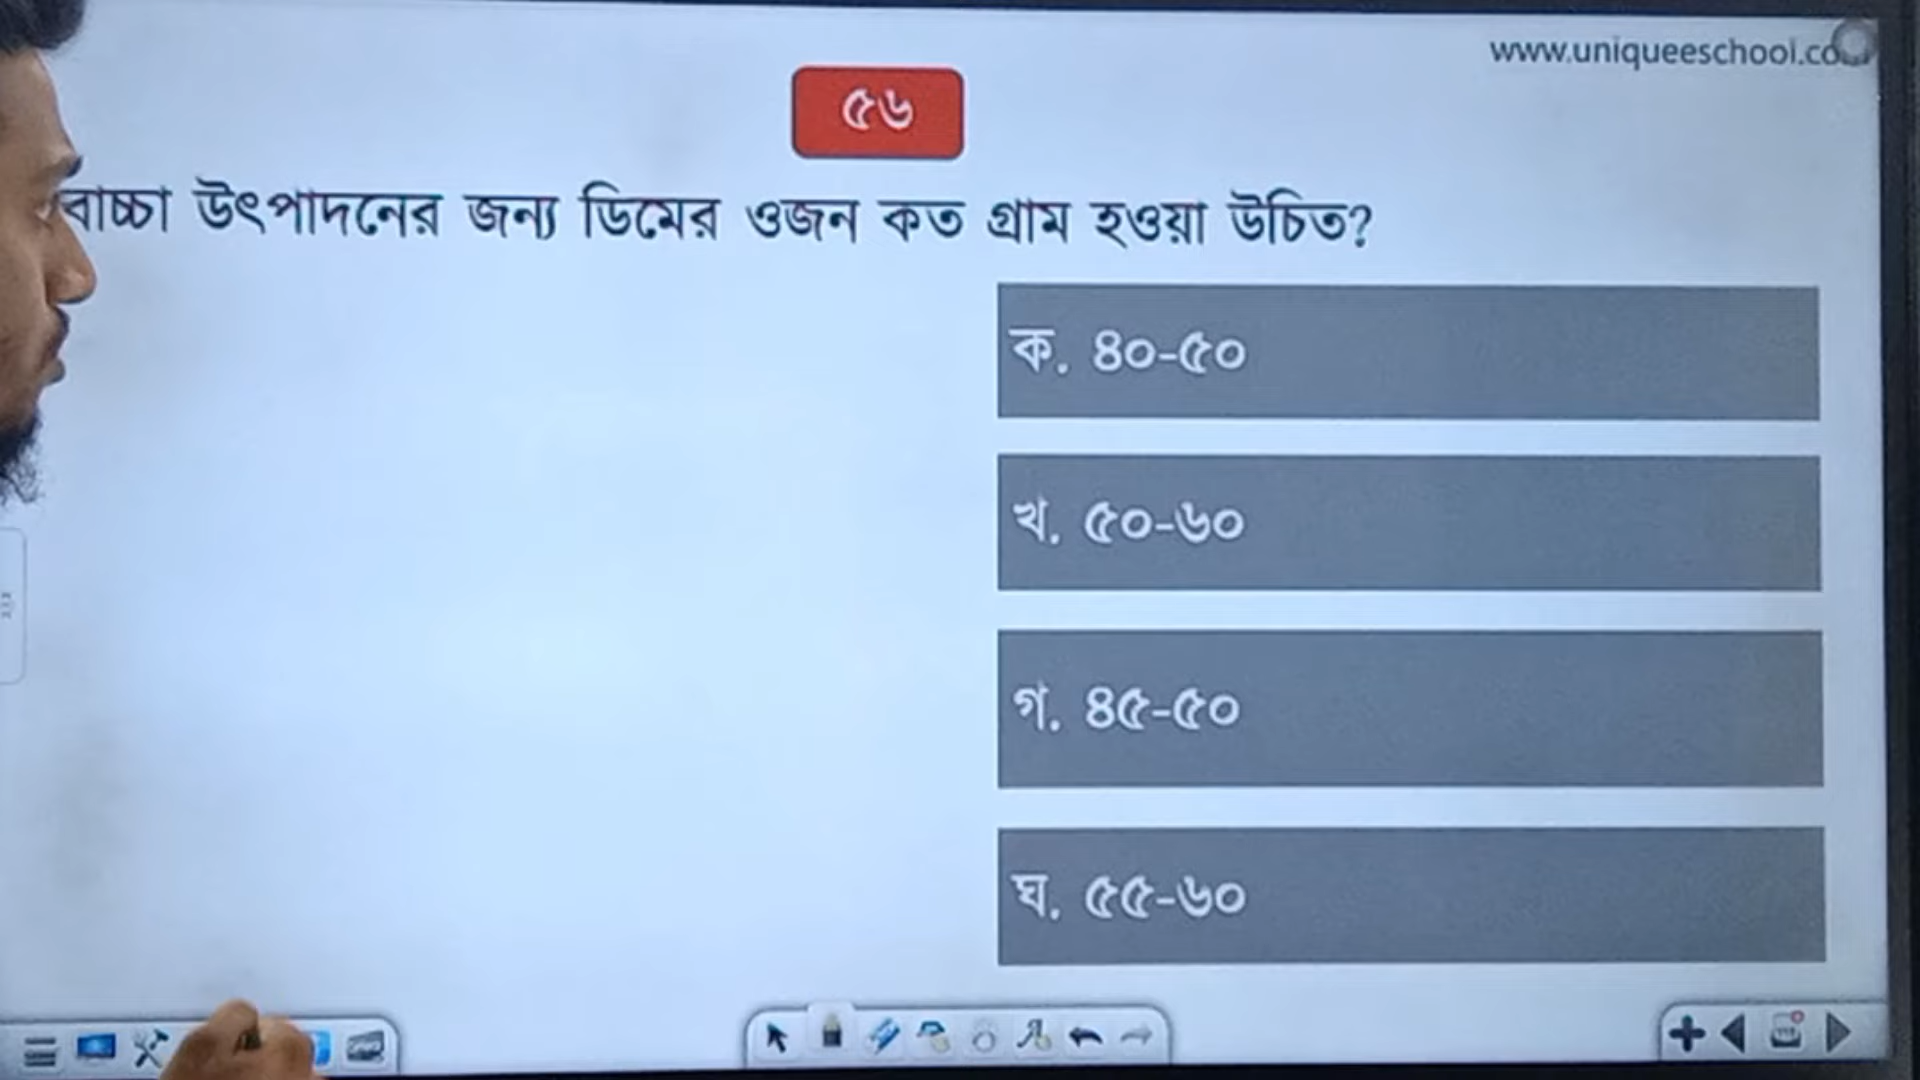 www.uniqueeschool.co
৫৬
বাচ্চা উৎপাদনের জন্য ডিমের ওজন কত গ্রাম হওয়া উচিত?
ক. ৪০-৫০
খ. ৫০-৬০
গ. ৪৫-৫০
ঘ. ৫৫-৬০